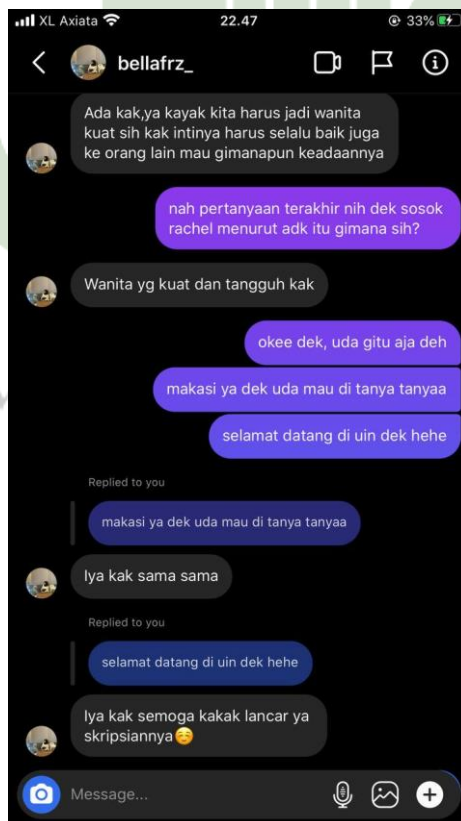 XL Axiata
22.47
33%
bellafrz_
Ada kak,ya kayak kita harus jadi wanita
kuat sih kak intinya harus selalu baik juga
ke orang lain mau gimanapun keadaannya
nah pertanyaan terakhir nih dek sosok
rachel menurut adk itu gimana sih?
Wanita yg kuat dan tangguh kak
okee dek, uda gitu aja deh
makasi ya dek uda mau di tanya tanyaa
selamat datang di uin dek hehe
Replied to you
makasi ya dek uda mau di tanya tanyaa
Iya kak sama sama
Replied to you
selamat datang di uin dek hehe
Iya kak semoga kakak lancar ya
skripsiannya☺️
Message...